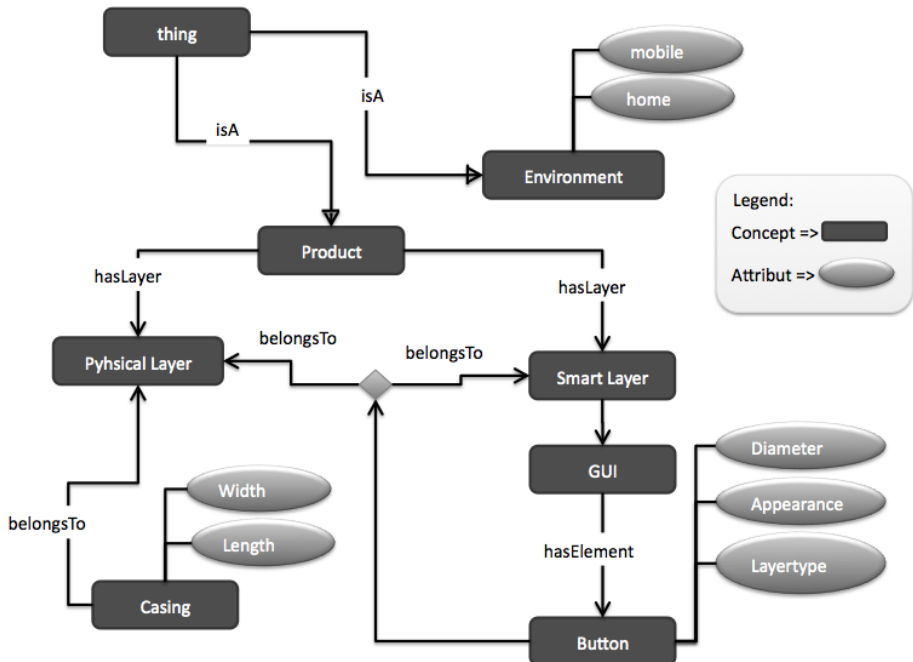 thing
mobile
home
isA
isA
Environment
Legend:
Concept =>
Attribut =>
Product
hasLayer
hasLayer
belongsTo
belongsTo
Pyhsical Layer
Smart Layer
GUI
Diameter
Appearance
Layertype
Width
Length
belongsTo
hasElement
Casing
Button